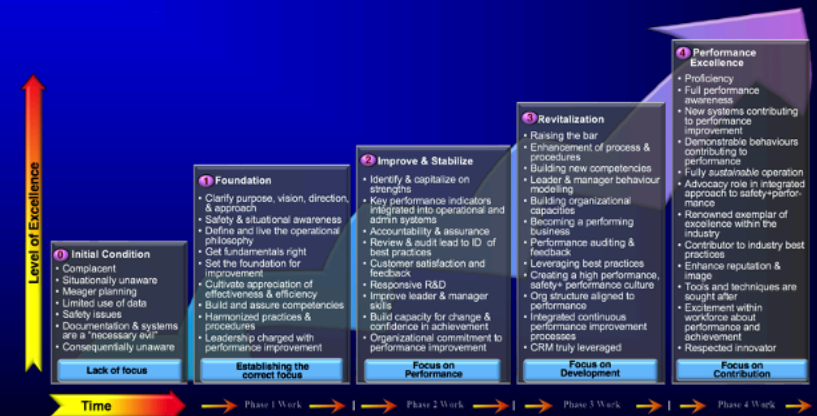 Level of Excellence
0 Initial Condition
• Complacent
• Situationally unaware
• Meager planning
• Limited use of data
• Safety issues
• Documentation & systems
are a "necessary evil"
• Consequentially unaware
Lack of focus
1 Foundation
• Clarify purpose, vision, direction,
& approach
• Safety & situational awareness
• Define and live the operational
philosophy
• Get fundamentals right
• Set the foundation for
improvement
• Cultivate appreciation of
effectiveness & efficiency
• Build and assure competencies
• Harmonized practices &
procedures
• Leadership charged with
performance improvement
Establishing the
correct focus
2 Improve & Stabilize
• Identify & capitalize on
strengths
• Key performance indicators
integrated into operational and
admin systems
• Accountability & assurance
• Review & audit lead to ID of
best practices
• Customer satisfaction and
feedback
• Responsive R&D
• Improve leader & manager
skills
• Build capacity for change &
confidence in achievement
• Organizational commitment to
performance improvement
Focus on
Performance
3 Revitalization
• Raising the bar
• Enhancement of process &
procedures
• Building new competencies
• Leader & manager behaviour
modelling
• Building organizational
capacities
• Becoming a performing
business
• Performance auditing &
feedback
• Leveraging best practices
• Creating a high performance,
safety+ performance culture
• Org structure aligned to
performance
• Integrated continuous
performance improvement
processes
• CRM truly leveraged
Focus on
Development
4 Performance
Excellence
• Proficiency
• Full performance
awareness
• New systems contributing
to performance
improvement
• Demonstrable behaviours
contributing to
performance
• Fully sustainable operation
• Advocacy role in integrated
approach to safety+perfor-
mance
• Renowned exemplar of
excellence within the
industry
• Contributor to industry best
practices
• Enhance reputation &
image
• Tools and techniques are
sought after
• Excitement within
workforce about
performance and
achievement
• Respected innovator
Focus on
Contribution
Time
Phase 1 Work
Phase 2 Work
Phase 3 Work
Phase 4 Work